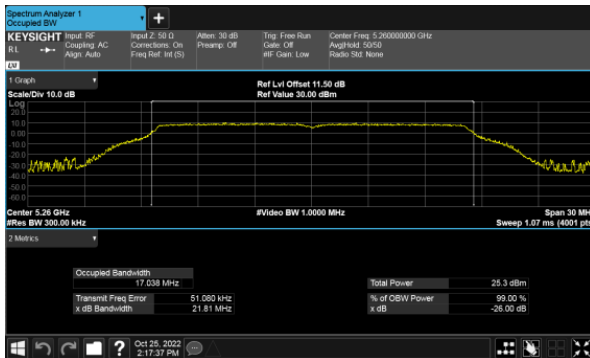 Spectrum Analyzer 1
Occupied BW
KEYSIGHT
RL
Input: RF
Coupling: AC
Align: Auto
Input Z: 50 Ω
Corrections: On
Freq Ref: Int (S)
Atten: 30 dB
Preamp: Off
Trig: Free Run
Gate: Off
#IF Gain: Low
Center Freq: 5.260000000 GHz
Avg|Hold: 50/50
Radio Std: None
1 Graph
Scale/Div 10.0 dB
Ref Lvl Offset 11.50 dB
Ref Value 30.00 dBm
Log
20.0
10.0
0.00
-10.0
-20.0
-30.0
-40.0
-50.0
-60.0
Center 5.26 GHz
#Res BW 300.00 kHz
#Video BW 1.0000 MHz
Span 30 MH
Sweep 1.07 ms (4001 pts
2 Metrics
Occupied Bandwidth
17.038 MHz
Transmit Freq Error 51.080 kHz
x dB Bandwidth 21.81 MHz
Total Power 25.3 dBm
% of OBW Power 99.00 %
x dB -26.00 dB
Oct 25, 2022
2:17:37 PM